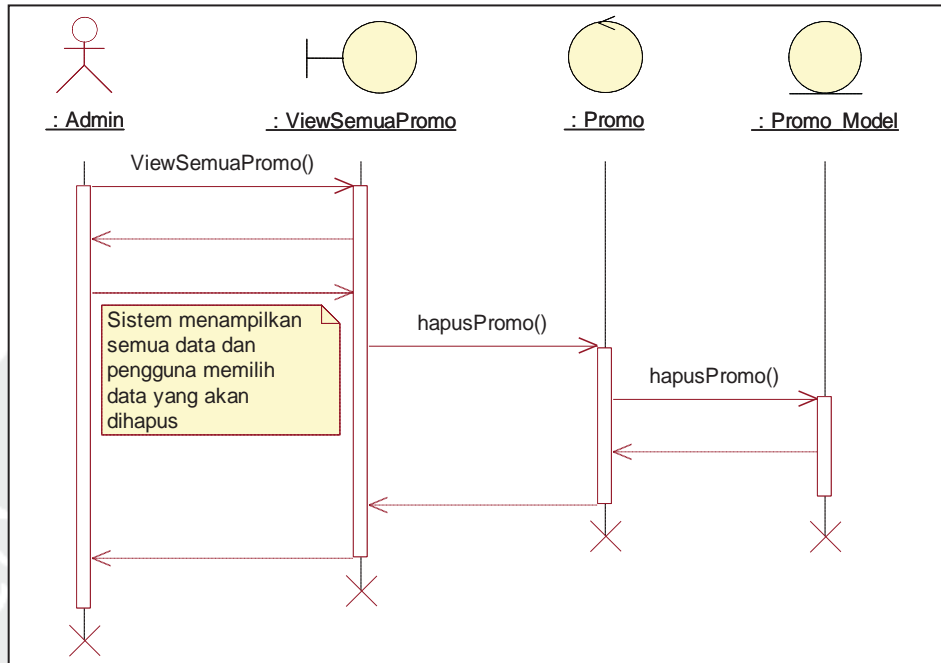 : Admin
: ViewSemuaPromo
: Promo
: Promo_Model
ViewSemuaPromo()
Sistem menampilkan
semua data dan
pengguna memilih
data yang akan
dihapus
hapusPromo()
hapusPromo()